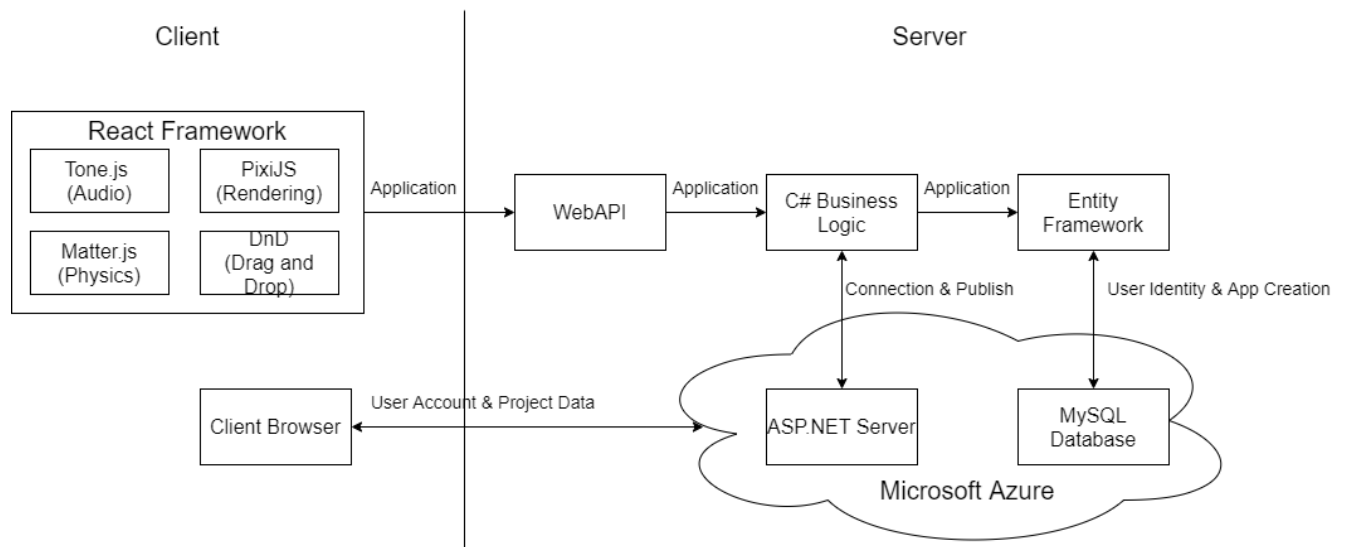 Client
Server
React Framework
Tone.js
(Audio)
PixiJS
(Rendering)
Matter.js
(Physics)
DnD
(Drag and
Drop)
Application
WebAPI
Application
C# Business
Logic
Application
Entity
Framework
Connection & Publish
User Identity & App Creation
Client Browser
User Account & Project Data
ASP.NET Server
MySQL
Database
Microsoft Azure